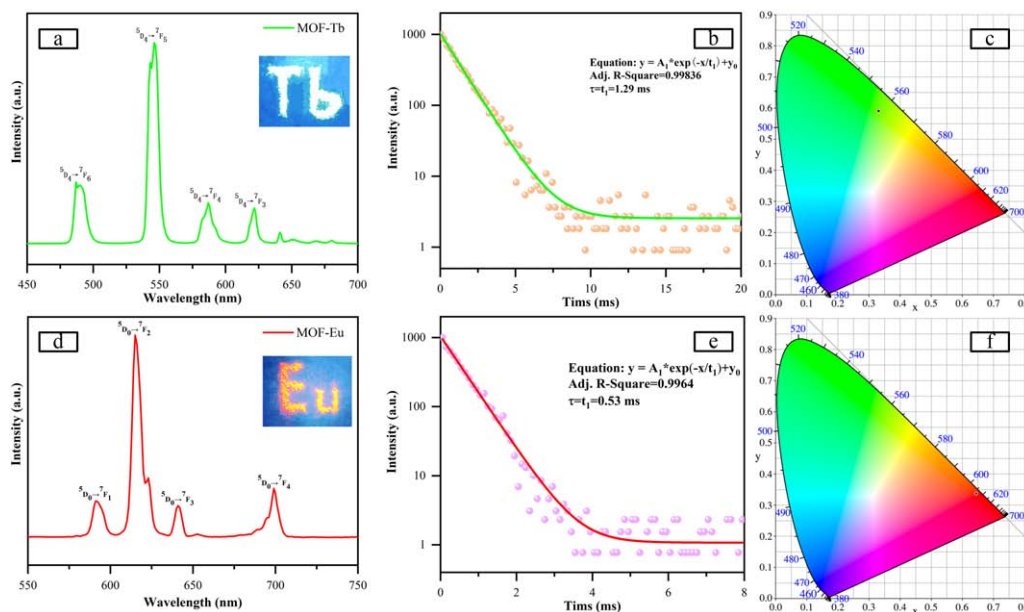 a
⁵D₄→⁷F₅
MOF-Tb
Tb
⁵D₄→⁷F₆
⁵D₄→⁷F₄
⁵D₄→⁷F₃
Intensity (a.u.)
450 500 550 600 650 700
Wavelength (nm)
b
Equation: y = A₁*exp(-x/t₁)+y₀
Adj. R-Square=0.99836
τ=t₁=1.29 ms
Intensity (a.u.)
1000
100
10
1
0 5 10 15 20
Tims (ms)
c
0.9
0.8
0.7
0.6
0.5
0.4
0.3
0.2
0.1
0.0
y
520
540
560
500
580
600
620
700
490
480
470
460
380
0.0 0.1 0.2 0.3 0.4 0.5 0.6 0.7 0.8
x
d
⁵D₀→⁷F₂
MOF-Eu
Eu
⁵D₀→⁷F₁
⁵D₀→⁷F₃
⁵D₀→⁷F₄
Intensity (a.u.)
550 600 650 700 750
Wavelength (nm)
e
Equation: y = A₁*exp(-x/t₁)+y₀
Adj. R-Square=0.9964
τ=t₁=0.53 ms
Intensity (a.u.)
1000
100
10
1
0 2 4 6 8
Tims (ms)
f
0.9
0.8
0.7
0.6
0.5
0.4
0.3
0.2
0.1
0.0
y
520
540
560
500
580
600
620
700
490
480
470
460
380
0.0 0.1 0.2 0.3 0.4 0.5 0.6 0.7 0.8
x